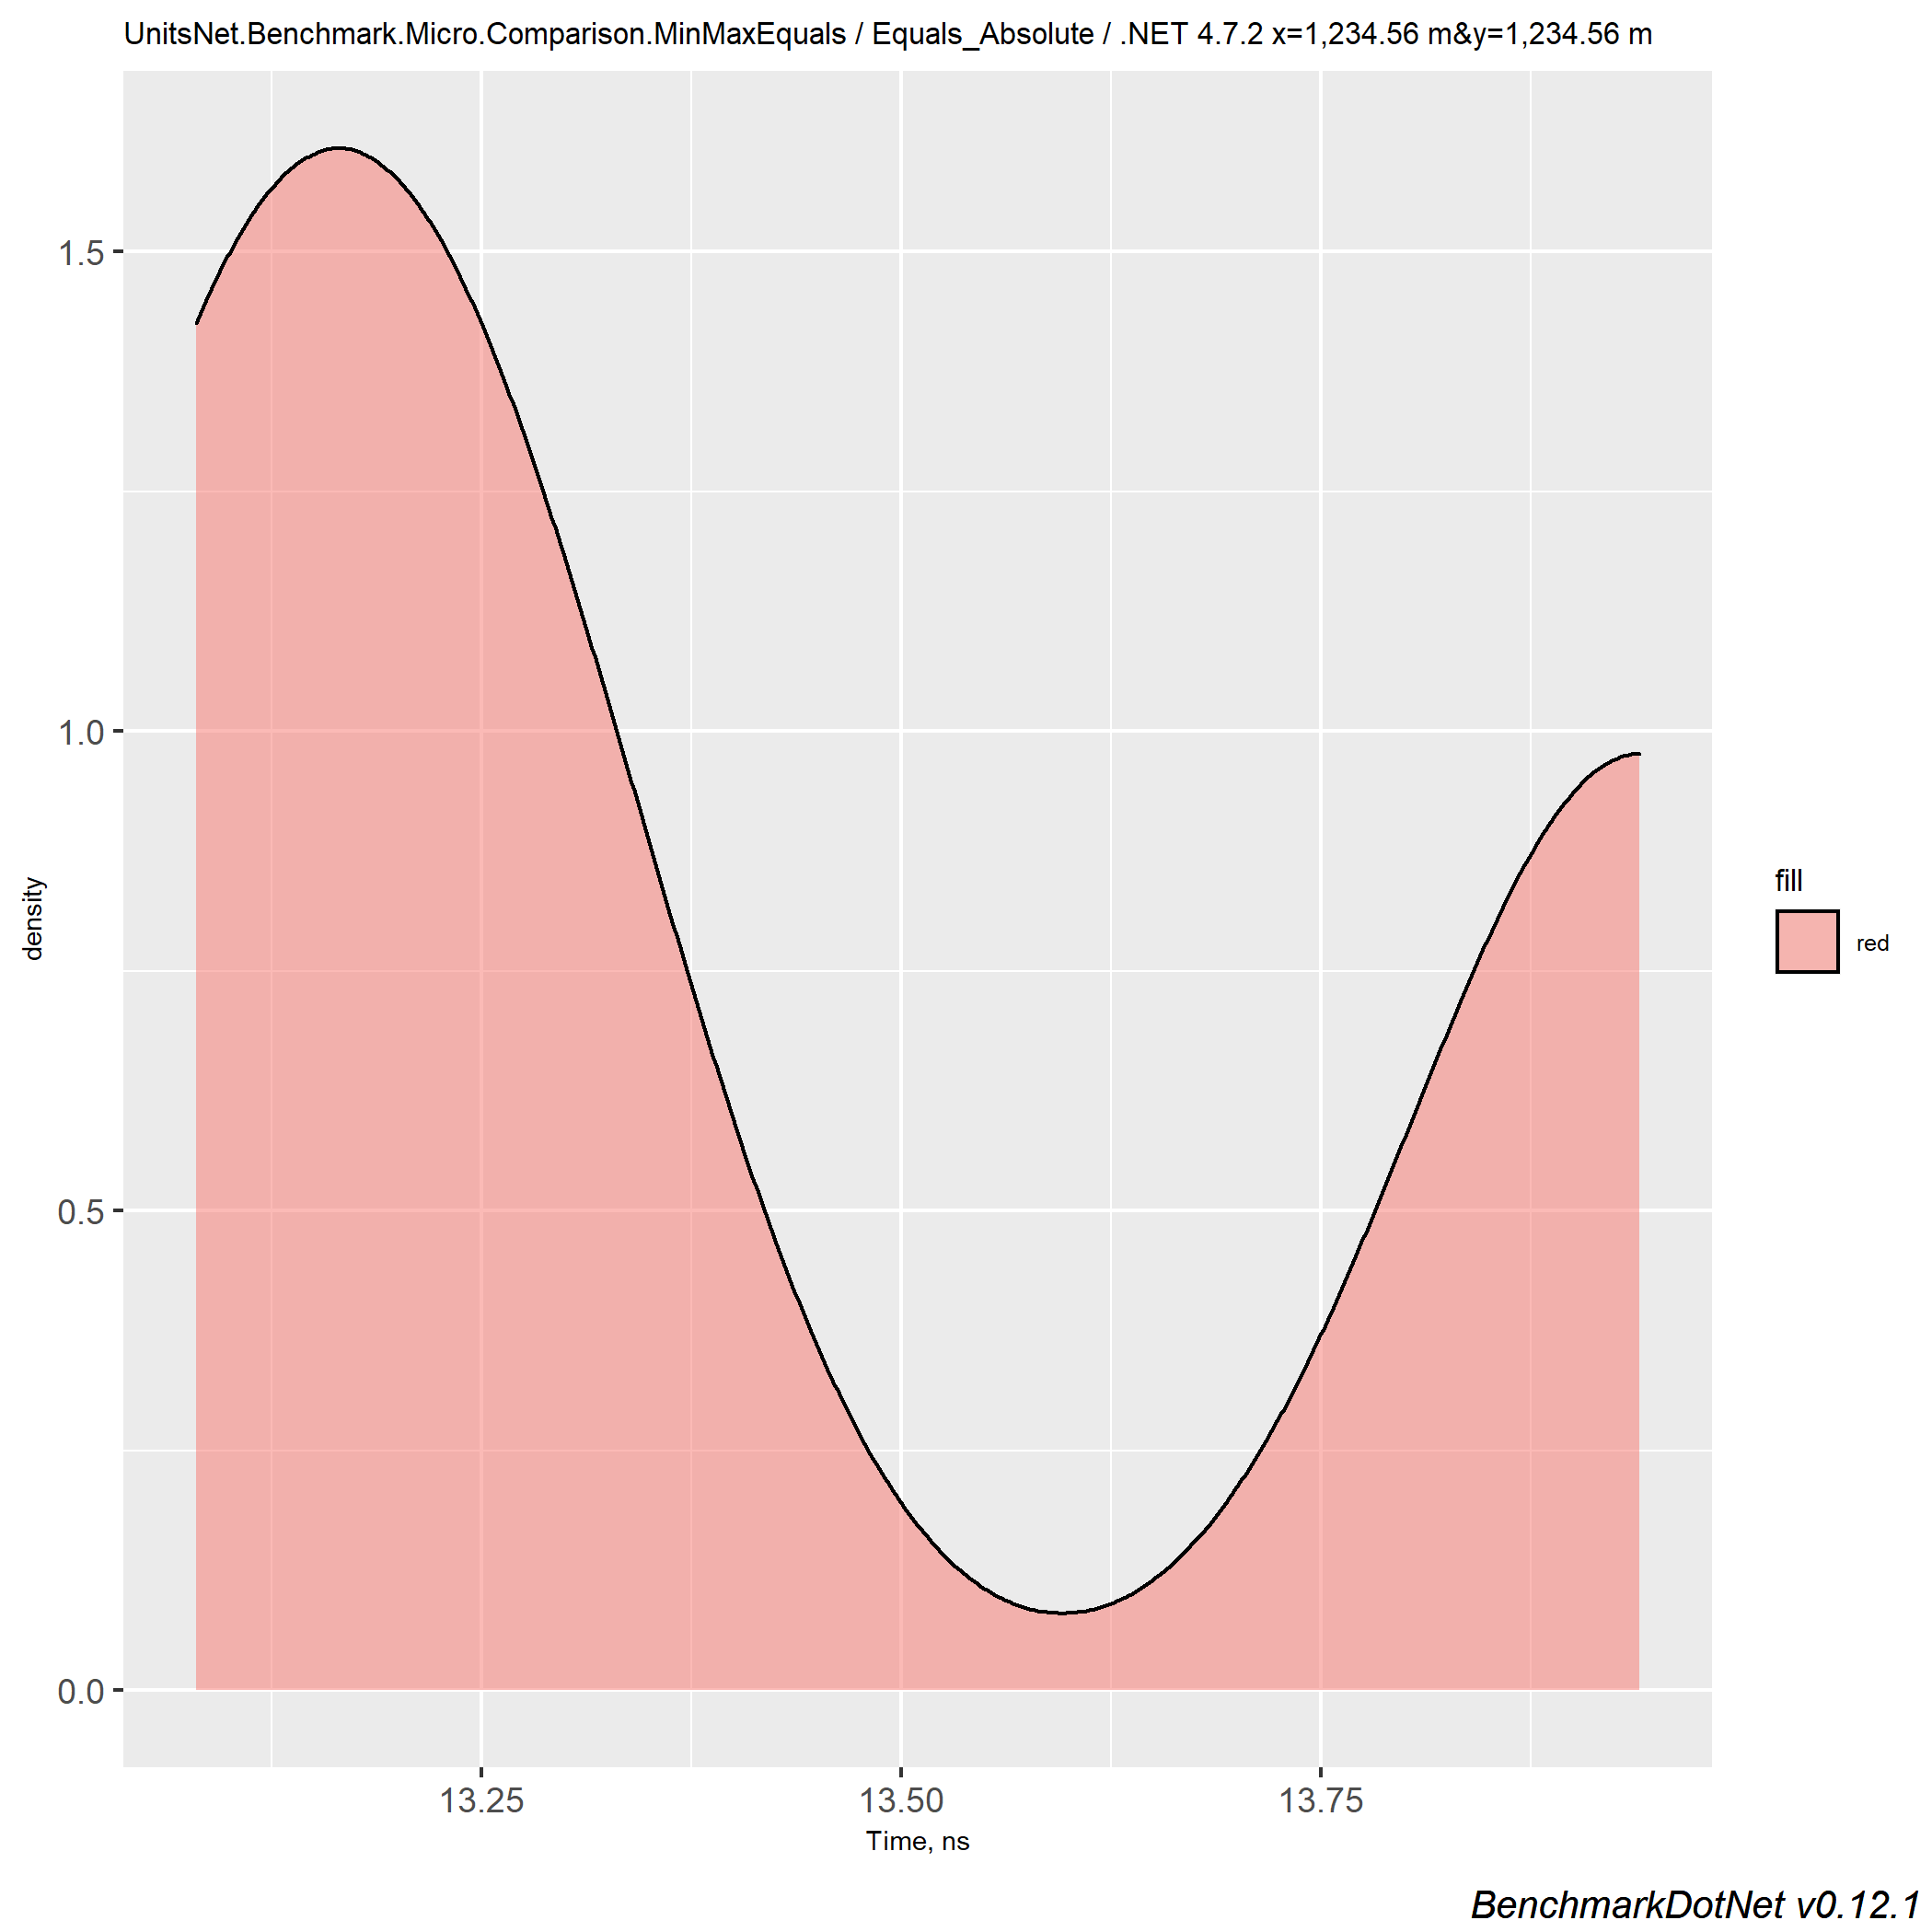 UnitsNet.Benchmark.Micro.Comparison.MinMaxEquals / Equals_Absolute / .NET 4.7.2 x=1,234.56 m&y=1,234.56 m
1.5
1.0
0.5
0.0
density
13.25 13.50 13.75
Time, ns
fill
red
BenchmarkDotNet v0.12.1